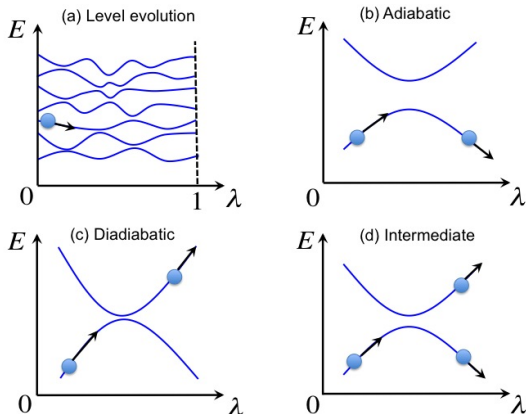 (a) Level evolution
E
0
1
λ
(b) Adiabatic
E
0
λ
(c) Diadiabatic
E
0
λ
(d) Intermediate
E
0
λ